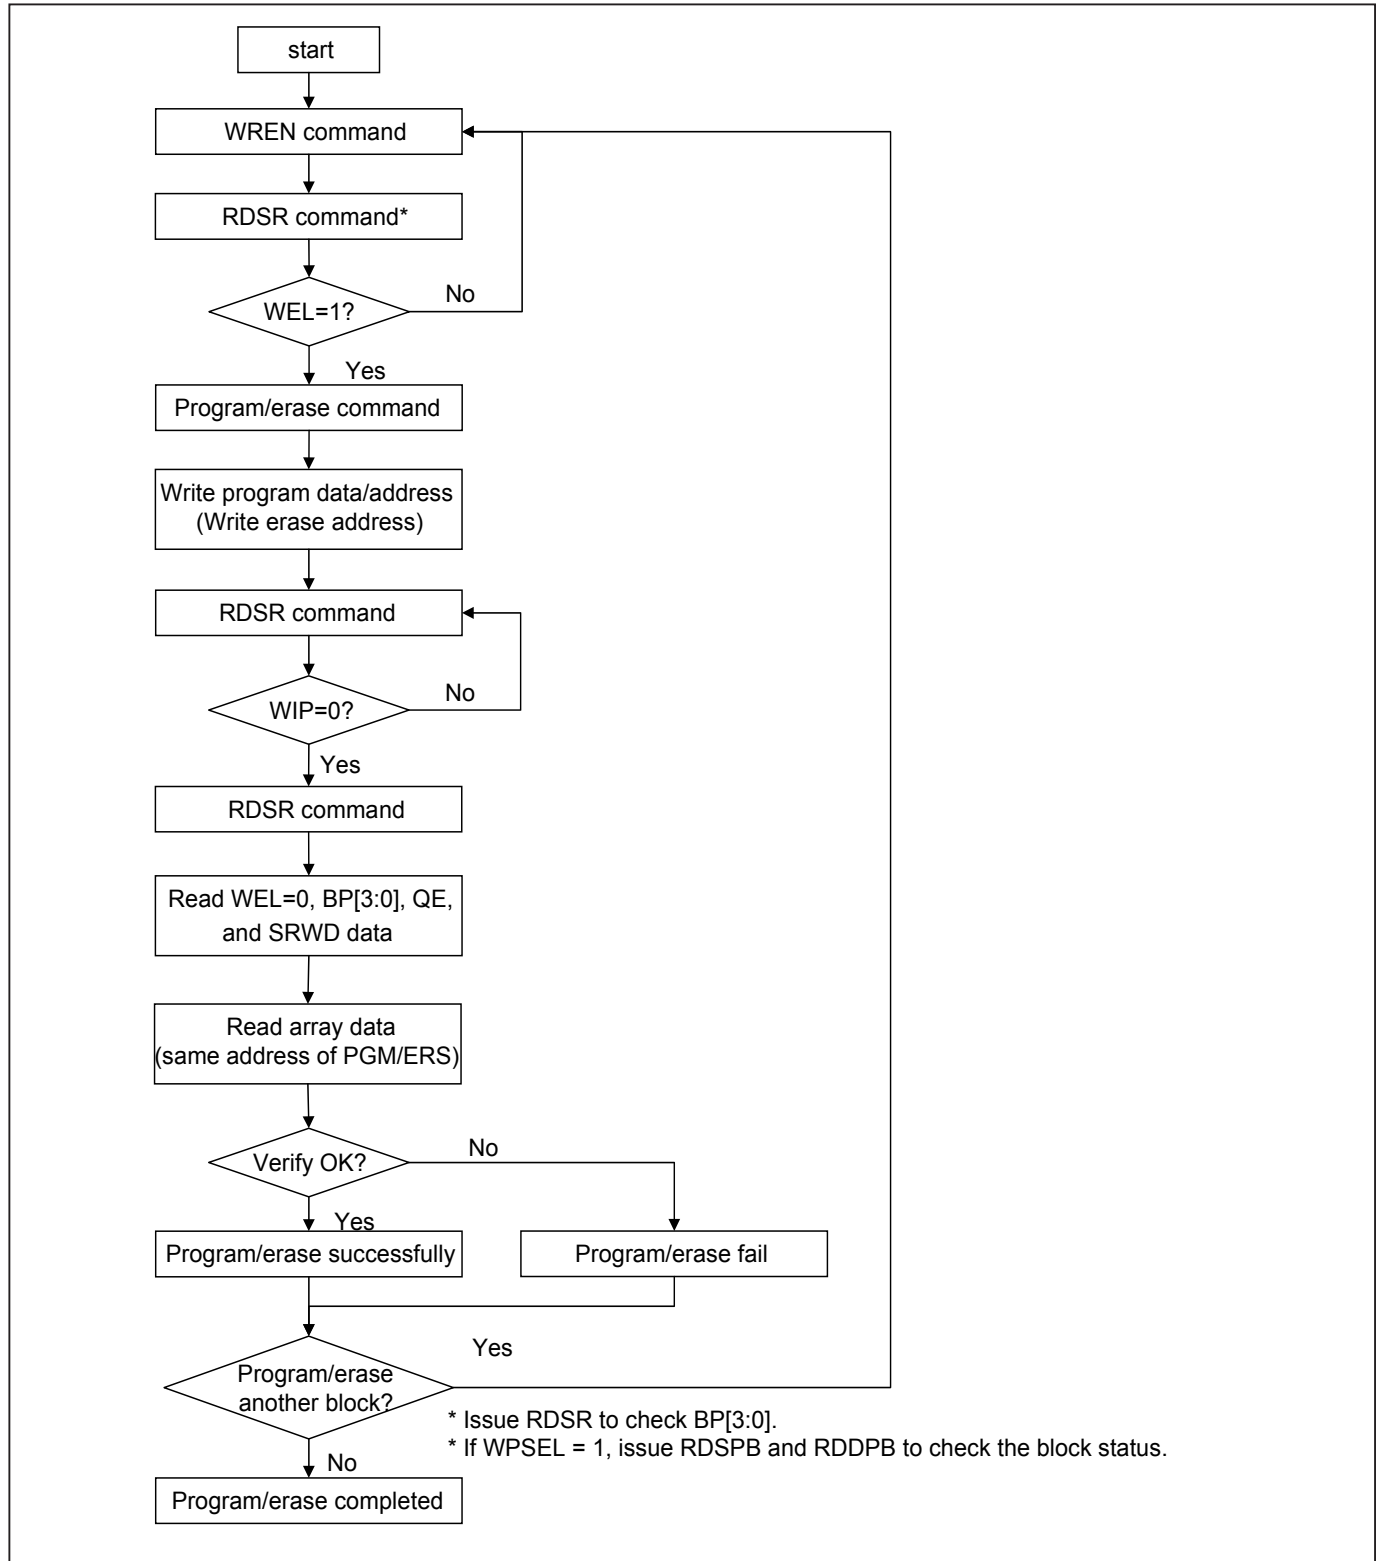 start
WREN command
RDSR command*
WEL=1?
No
Yes
Program/erase command
Write program data/address
(Write erase address)
RDSR command
WIP=0?
No
Yes
RDSR command
Read WEL=0, BP[3:0], QE,
and SRWD data
Read array data
(same address of PGM/ERS)
Verify OK?
No
Yes
Program/erase successfully
Program/erase fail
Program/erase
another block?
Yes
* Issue RDSR to check BP[3:0].
* If WPSEL = 1, issue RDSPB and RDDPB to check the block status.
No
Program/erase completed